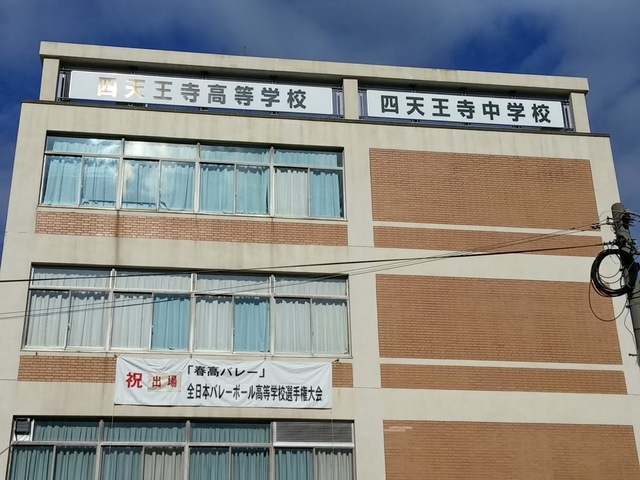 四天王寺高等学校
四天王寺中学校
祝 出場
「春高バレー」
全日本バレーボール高等学校選手権大会